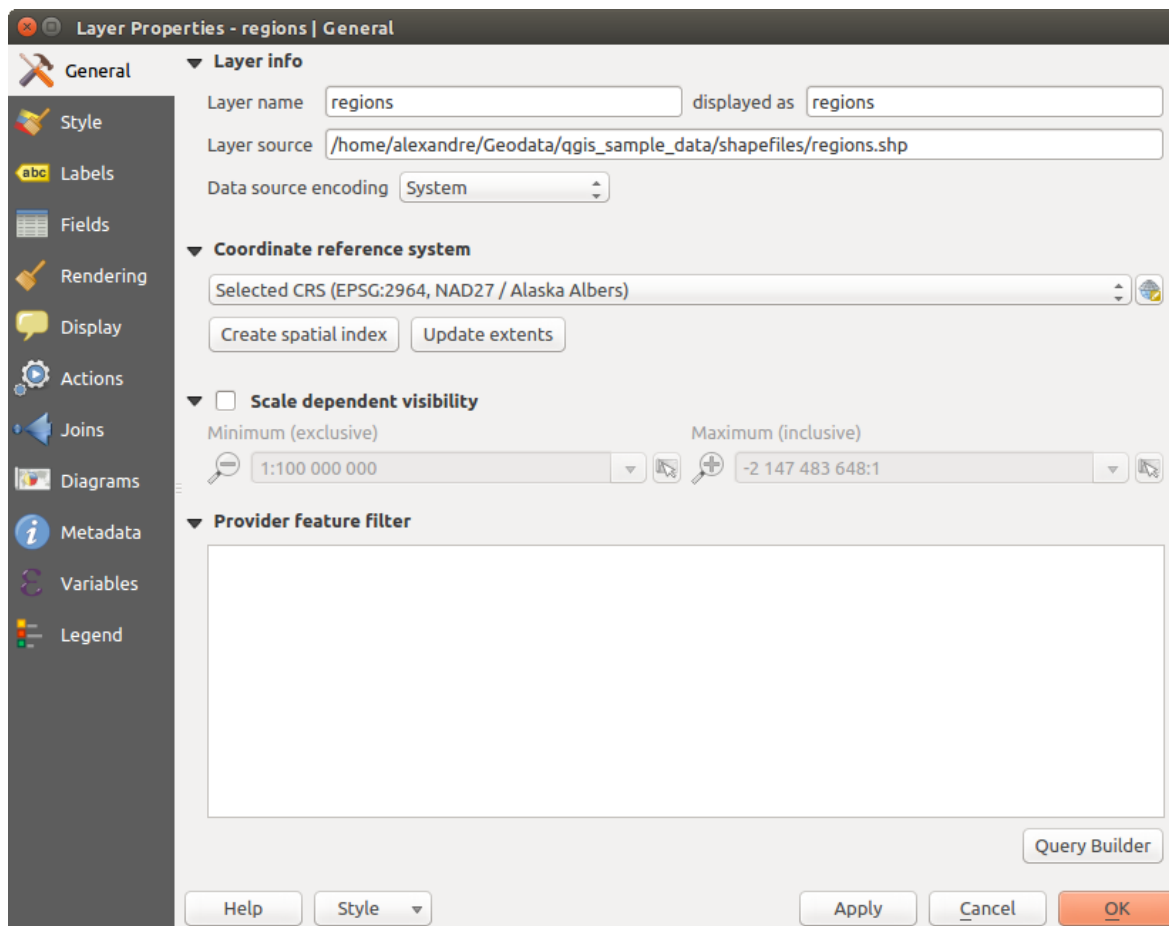 Layer Properties - regions | General
General
Style
abc Labels
Fields
Rendering
Display
Actions
Joins
Diagrams
Metadata
Variables
Legend
Layer info
Layer name regions displayed as regions
Layer source /home/alexandre/Geodata/qgis_sample_data/shapefiles/regions.shp
Data source encoding System
Coordinate reference system
Selected CRS (EPSG:2964, NAD27 / Alaska Albers)
Create spatial index Update extents
Scale dependent visibility
Minimum (exclusive) Maximum (inclusive)
1:100 000 000 -2 147 483 648:1
Provider feature filter
Query Builder
Help Style Apply Cancel OK